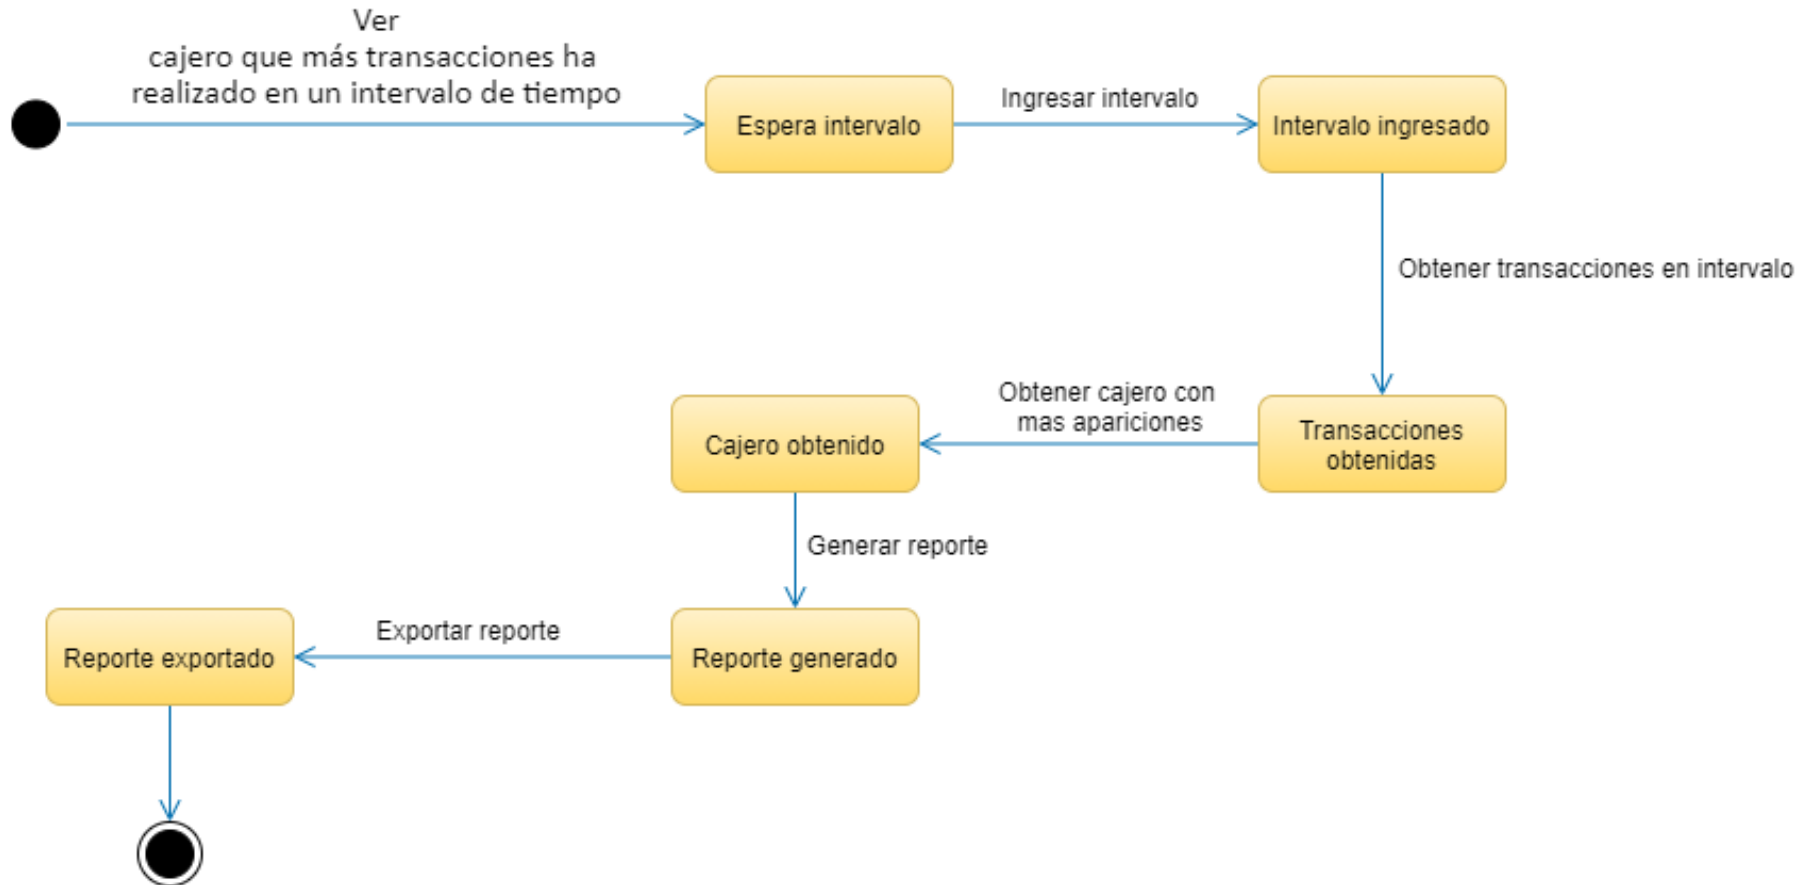 Ver
cajero que más transacciones ha
realizado en un intervalo de tiempo
Espera intervalo
Ingresar intervalo
Intervalo ingresado
Obtener transacciones en intervalo
Transacciones
obtenidas
Obtener cajero con
mas apariciones
Cajero obtenido
Generar reporte
Reporte generado
Exportar reporte
Reporte exportado